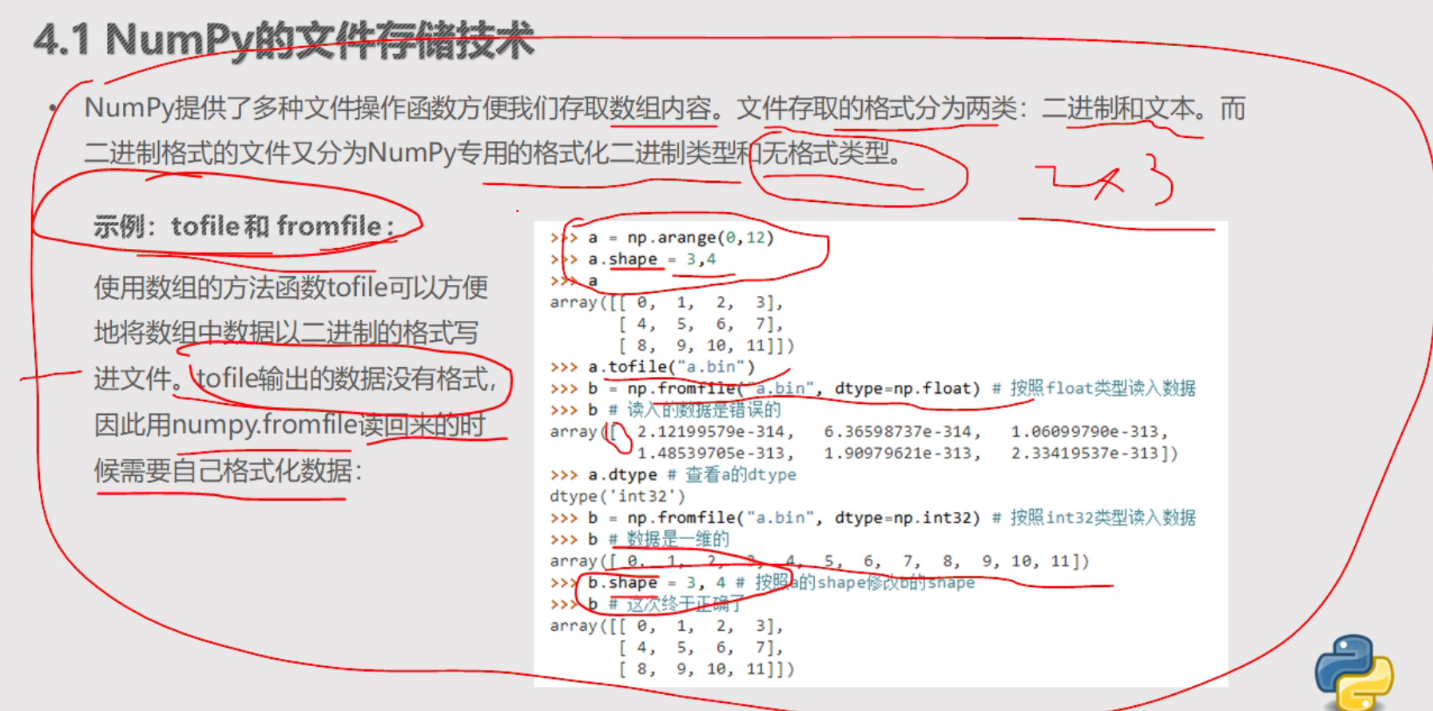 4.1 NumPy的文件存储技术
• NumPy提供了多种文件操作函数方便我们存取数组内容。文件存取的格式分为两类：二进制和文本。而
二进制格式的文件又分为NumPy专用的格式化二进制类型和无格式类型。
2×3
示例：tofile 和 fromfile：
使用数组的方法函数tofile可以方便
地将数组中数据以二进制的格式写
进文件。tofile输出的数据没有格式，
因此用numpy.fromfile读回来的时
候需要自己格式化数据：
>>> a = np.arange(0,12)
>>> a.shape = 3,4
>>> a
array([[ 0,  1,  2,  3],
       [ 4,  5,  6,  7],
       [ 8,  9, 10, 11]])
>>> a.tofile("a.bin")
>>> b = np.fromfile("a.bin", dtype=np.float) # 按照float类型读入数据
>>> b # 读入的数据是错误的
array([  2.12199579e-314,   6.36598737e-314,   1.06099790e-313,
         1.48539705e-313,   1.90979621e-313,   2.33419537e-313])
>>> a.dtype # 查看a的dtype
dtype('int32')
>>> b = np.fromfile("a.bin", dtype=np.int32) # 按照int32类型读入数据
>>> b # 数据是一维的
array([ 0,  1,  2,  3,  4,  5,  6,  7,  8,  9, 10, 11])
>>> b.shape = 3, 4 # 按照a的shape修改b的shape
>>> b # 这次终于正确了
array([[ 0,  1,  2,  3],
       [ 4,  5,  6,  7],
       [ 8,  9, 10, 11]])